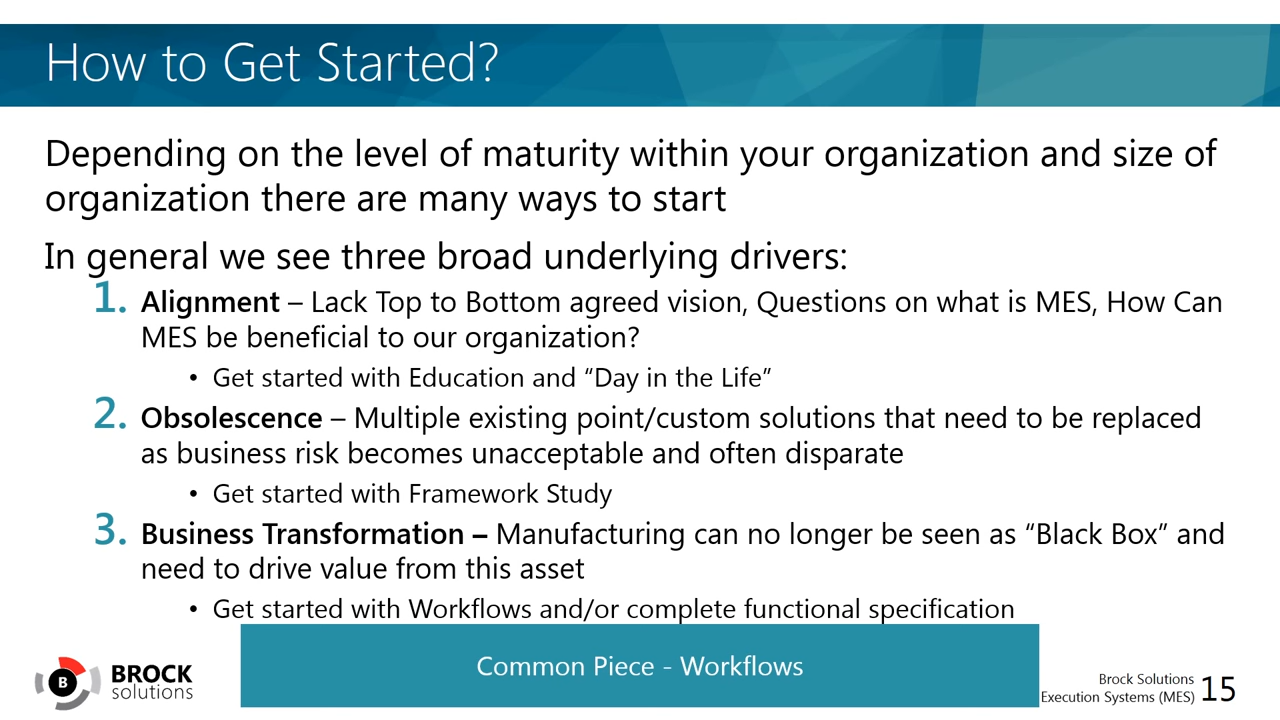 How to Get Started?
Depending on the level of maturity within your organization and size of
organization there are many ways to start
In general we see three broad underlying drivers:
1. Alignment – Lack Top to Bottom agreed vision, Questions on what is MES, How Can
MES be beneficial to our organization?
• Get started with Education and “Day in the Life”
2. Obsolescence – Multiple existing point/custom solutions that need to be replaced
as business risk becomes unacceptable and often disparate
• Get started with Framework Study
3. Business Transformation – Manufacturing can no longer be seen as “Black Box” and
need to drive value from this asset
• Get started with Workflows and/or complete functional specification
Common Piece - Workflows
B
BROCK
solutions
Brock Solutions
Execution Systems (MES)
15